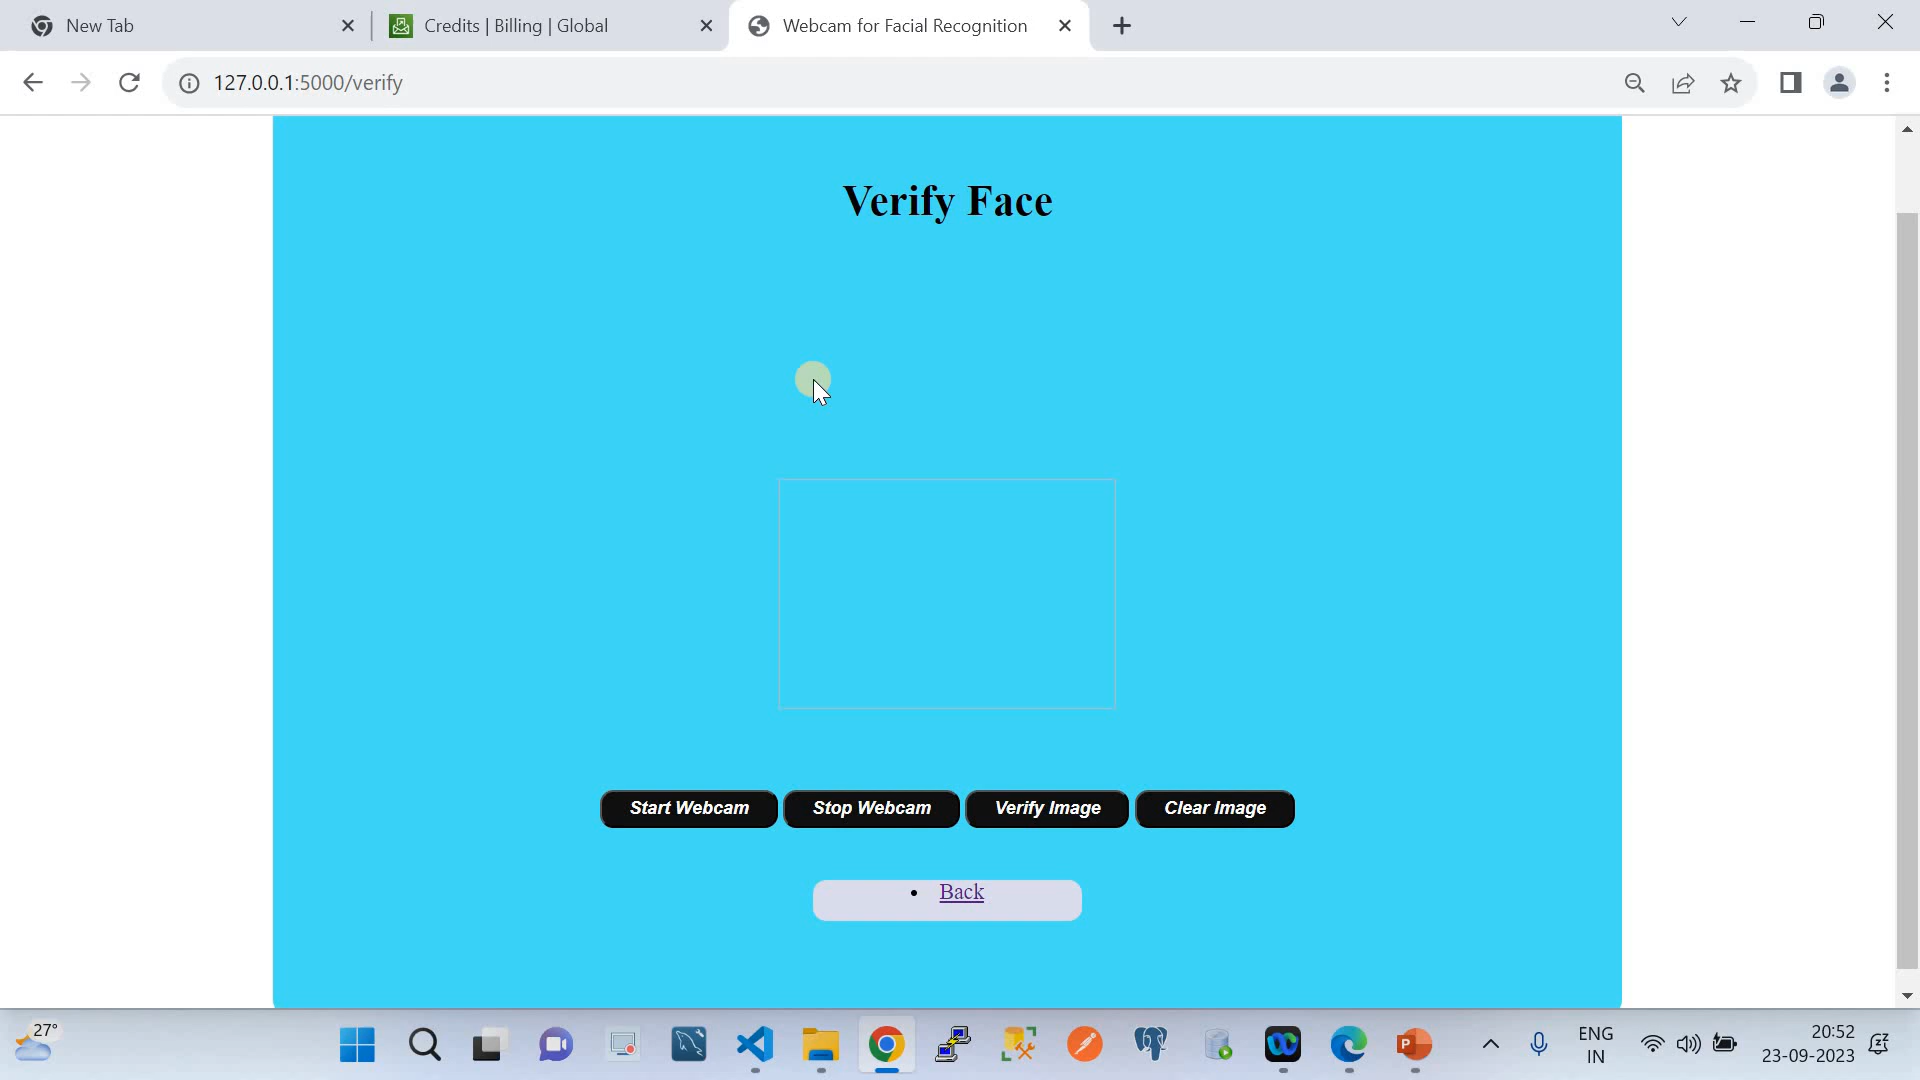 New Tab
Credits | Billing | Global
Webcam for Facial Recognition
127.0.0.1:5000/verify
Verify Face
Start Webcam
Stop Webcam
Verify Image
Clear Image
Back
27°
P
ENG
IN
20:52
23-09-2023